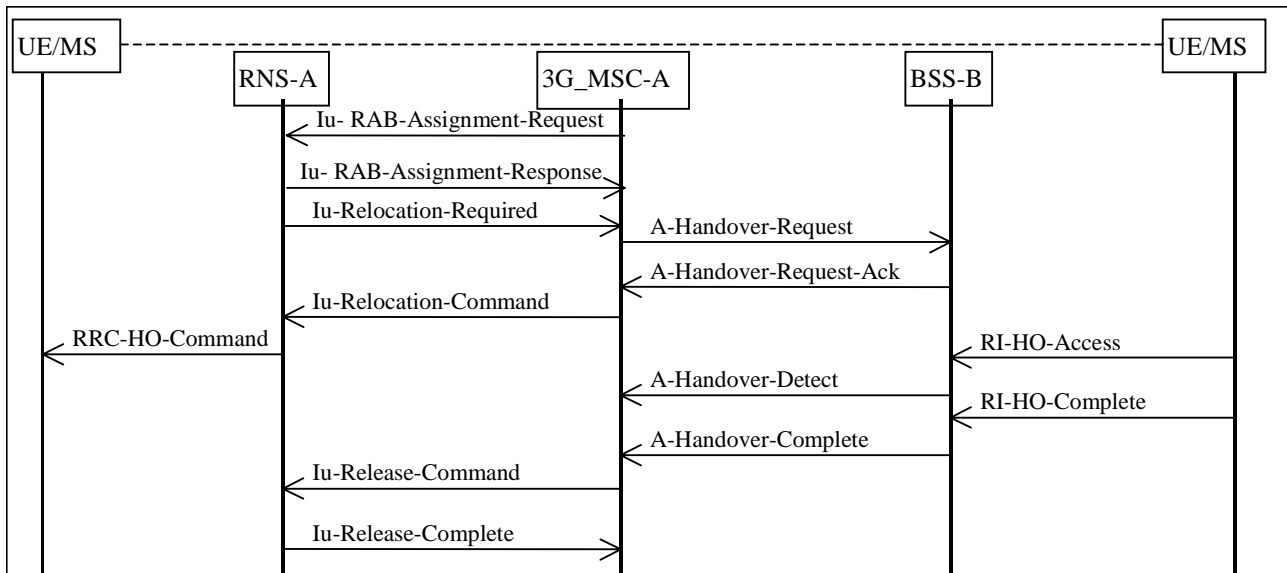 UE/MS
UE/MS
RNS-A
3G_MSC-A
BSS-B
Iu- RAB-Assignment-Request
Iu- RAB-Assignment-Response
Iu-Relocation-Required
A-Handover-Request
A-Handover-Request-Ack
Iu-Relocation-Command
RRC-HO-Command
RI-HO-Access
A-Handover-Detect
RI-HO-Complete
A-Handover-Complete
Iu-Release-Command
Iu-Release-Complete